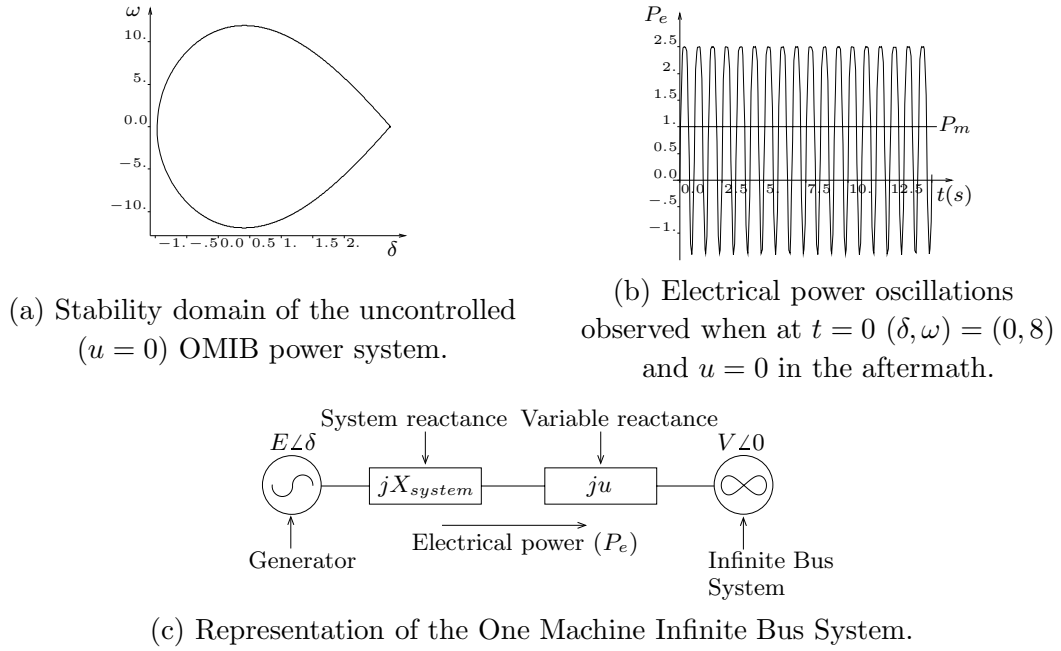 ω
10.
5.
0.0
−5.
−10.
−1. −.5 0.0 0.5 1. 1.5 2.
δ
(a) Stability domain of the uncontrolled
(u = 0) OMIB power system.
P_e
2.5
2.
1.5
1.
0.5
0.0
−.5
−1.
P_m
0.0 2.5 5. 7.5 10. 12.5
t(s)
(b) Electrical power oscillations
observed when at t = 0 (δ, ω) = (0, 8)
and u = 0 in the aftermath.
System reactance Variable reactance
E∠δ V∠0
jX_system ju
Electrical power (P_e)
Generator Infinite Bus
System
(c) Representation of the One Machine Infinite Bus System.